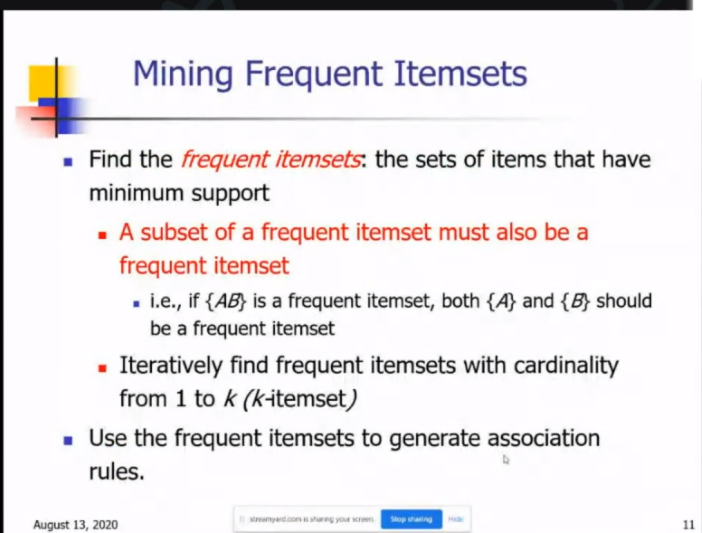 Mining Frequent Itemsets
Find the frequent itemsets: the sets of items that have
minimum support
A subset of a frequent itemset must also be a
frequent itemset
i.e., if {AB} is a frequent itemset, both {A} and {B} should
be a frequent itemset
Iteratively find frequent itemsets with cardinality
from 1 to k (k-itemset)
Use the frequent itemsets to generate association
rules.
August 13, 2020
streamyard.com is sharing your screen.
Stop sharing
Hide
11